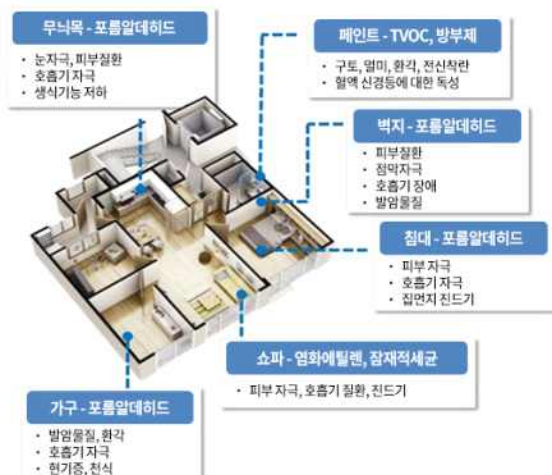 무늬목 - 포름알데히드
• 눈자극, 피부질환
• 호흡기 자극
• 생식기능 저하
페인트 - TVOC, 방부제
• 구토, 멀미, 환각, 전신착란
• 혈액 신경등에 대한 독성
벽지 - 포름알데히드
• 피부질환
• 점막자극
• 호흡기 장애
• 발암물질
침대 - 포름알데히드
• 피부 자극
• 호흡기 자극
• 집먼지 진드기
쇼파 - 염화에틸렌, 잠재적세균
• 피부 자극, 호흡기 질환, 진드기
가구 - 포름알데히드
• 발암물질, 환각
• 호흡기 자극
• 현기증, 천식